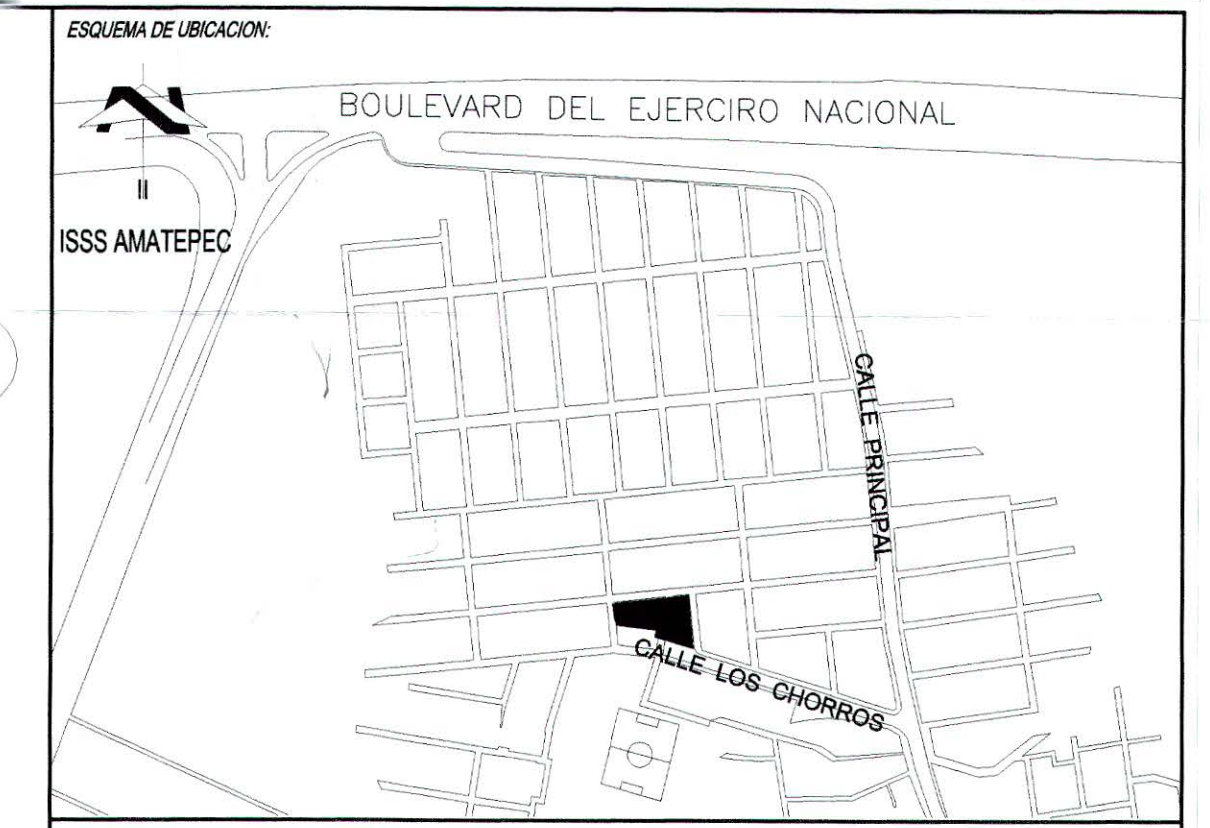 ESQUEMA DE UBICACION:
BOULEVARD DEL EJERCIRO NACIONAL
ISSS AMATEPEC
CALLE PRINCIPAL
CALLE LOS CHORROS